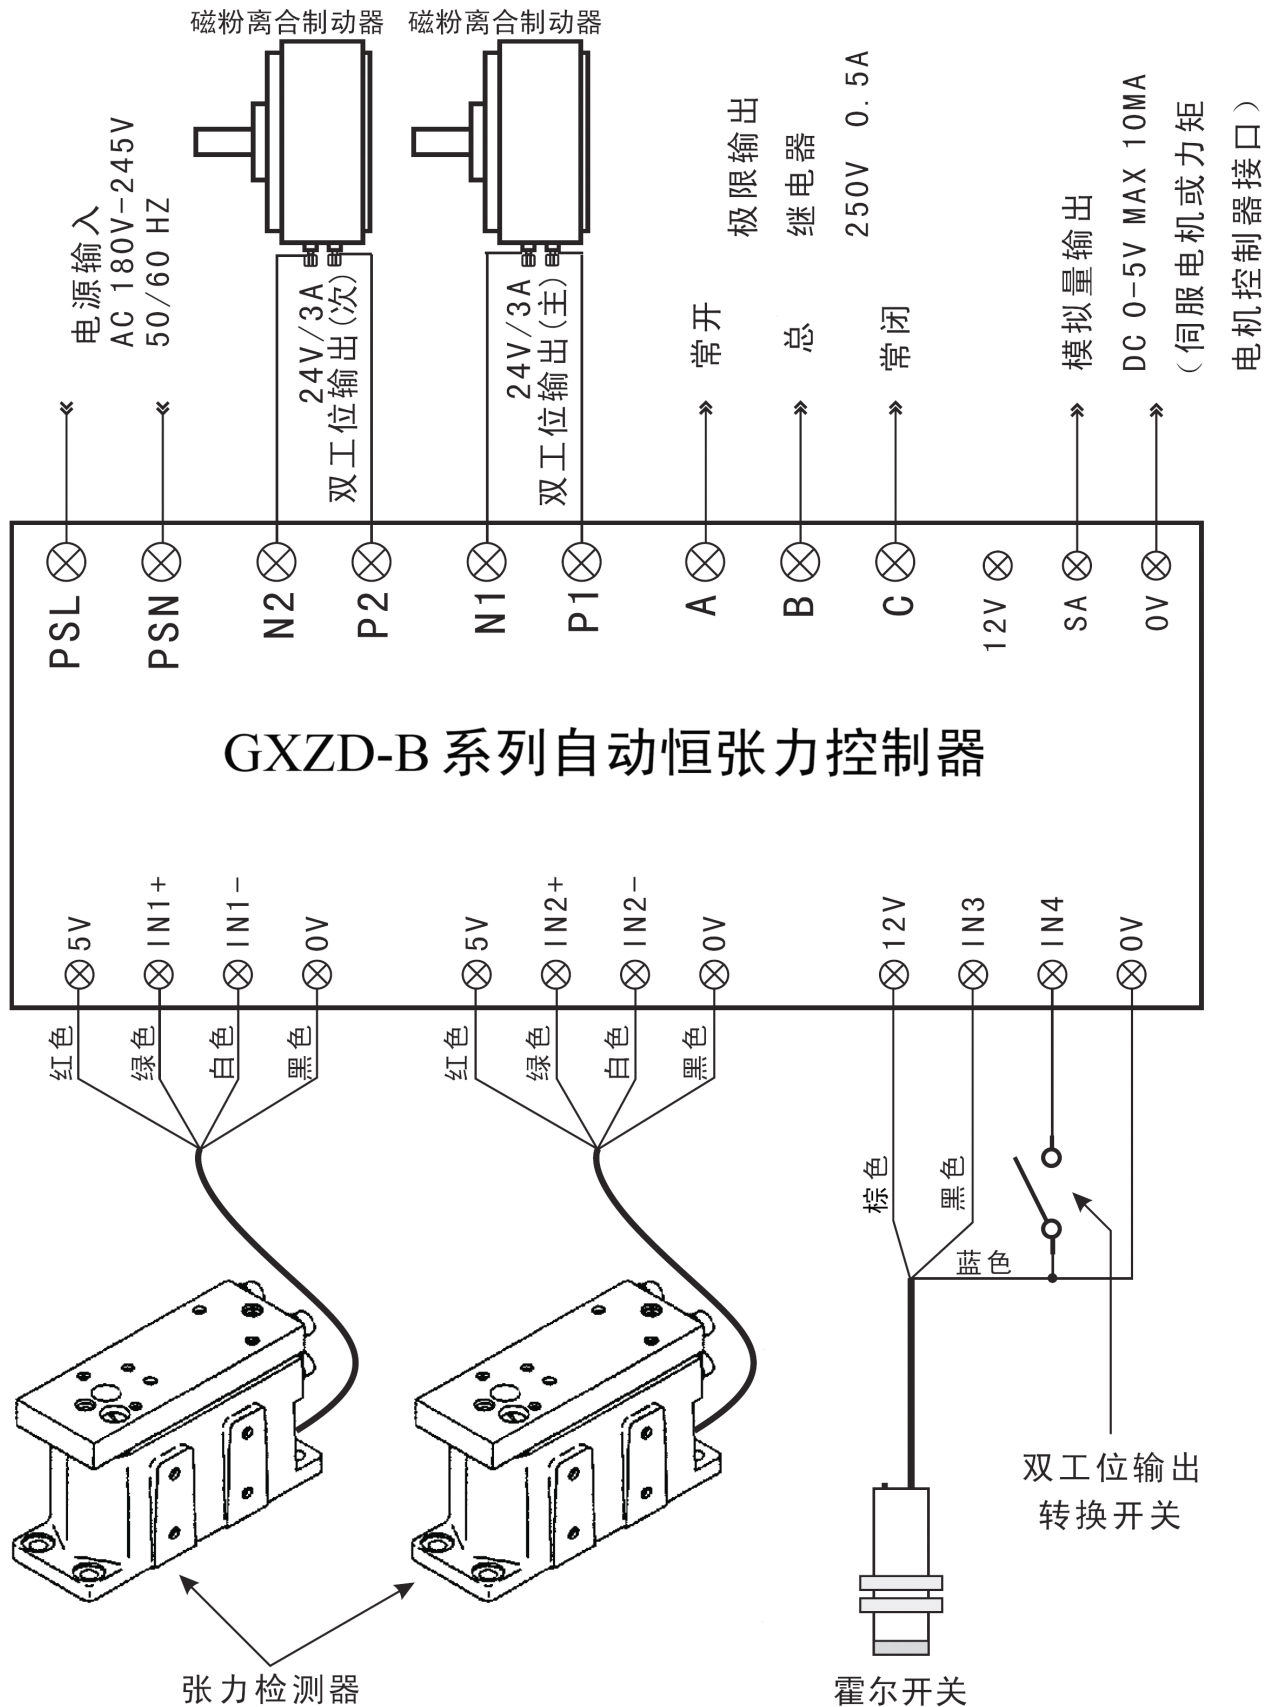 磁粉离合制动器
磁粉离合制动器
电源输入
AC 180V-245V
50/60 HZ
24V/3A
双工位输出(次)
24V/3A
双工位输出(主)
极限输出
继电器
250V 0.5A
常开
总
常闭
模拟量输出
DC 0-5V MAX 10MA
(伺服电机或力矩
电机控制器接口)
PSL
PSN
N2
P2
N1
P1
A
B
C
12V
SA
0V
GXZD-B 系列自动恒张力控制器
5V
IN1+
IN1-
0V
5V
IN2+
IN2-
0V
12V
IN3
IN4
0V
红色
绿色
白色
黑色
红色
绿色
白色
黑色
棕色
黑色
蓝色
双工位输出
转换开关
张力检测器
霍尔开关